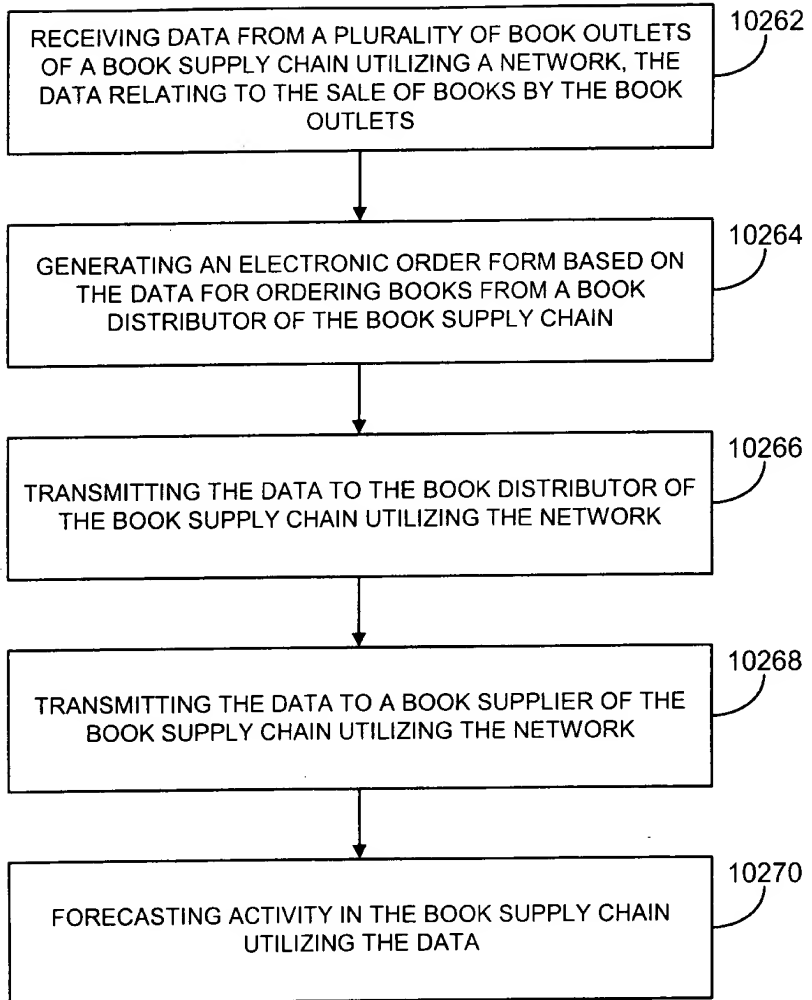 10262
RECEIVING DATA FROM A PLURALITY OF BOOK OUTLETS
OF A BOOK SUPPLY CHAIN UTILIZING A NETWORK, THE
DATA RELATING TO THE SALE OF BOOKS BY THE BOOK
OUTLETS
10264
GENERATING AN ELECTRONIC ORDER FORM BASED ON
THE DATA FOR ORDERING BOOKS FROM A BOOK
DISTRIBUTOR OF THE BOOK SUPPLY CHAIN
10266
TRANSMITTING THE DATA TO THE BOOK DISTRIBUTOR OF
THE BOOK SUPPLY CHAIN UTILIZING THE NETWORK
10268
TRANSMITTING THE DATA TO A BOOK SUPPLIER OF THE
BOOK SUPPLY CHAIN UTILIZING THE NETWORK
10270
FORECASTING ACTIVITY IN THE BOOK SUPPLY CHAIN
UTILIZING THE DATA